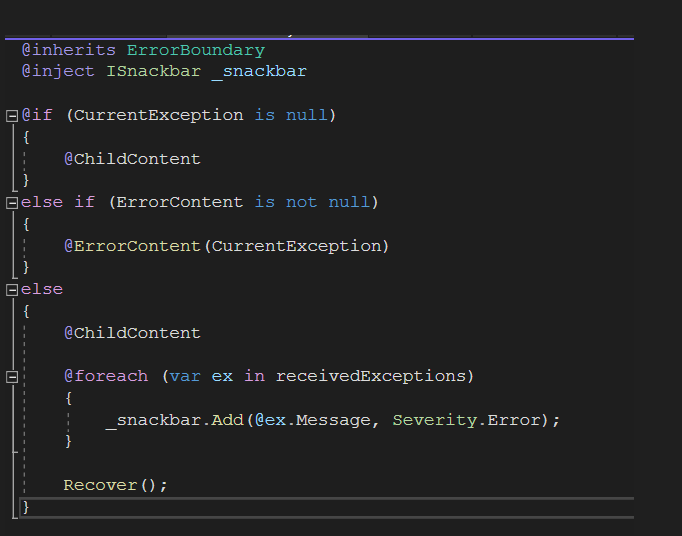 @inherits ErrorBoundary
@inject ISnackbar _snackbar
@if (CurrentException is null)
{
@ChildContent
}
else if (ErrorContent is not null)
{
@ErrorContent(CurrentException)
}
else
{
@ChildContent
@foreach (var ex in receivedExceptions)
{
_snackbar.Add(@ex.Message, Severity.Error);
}
Recover();
}